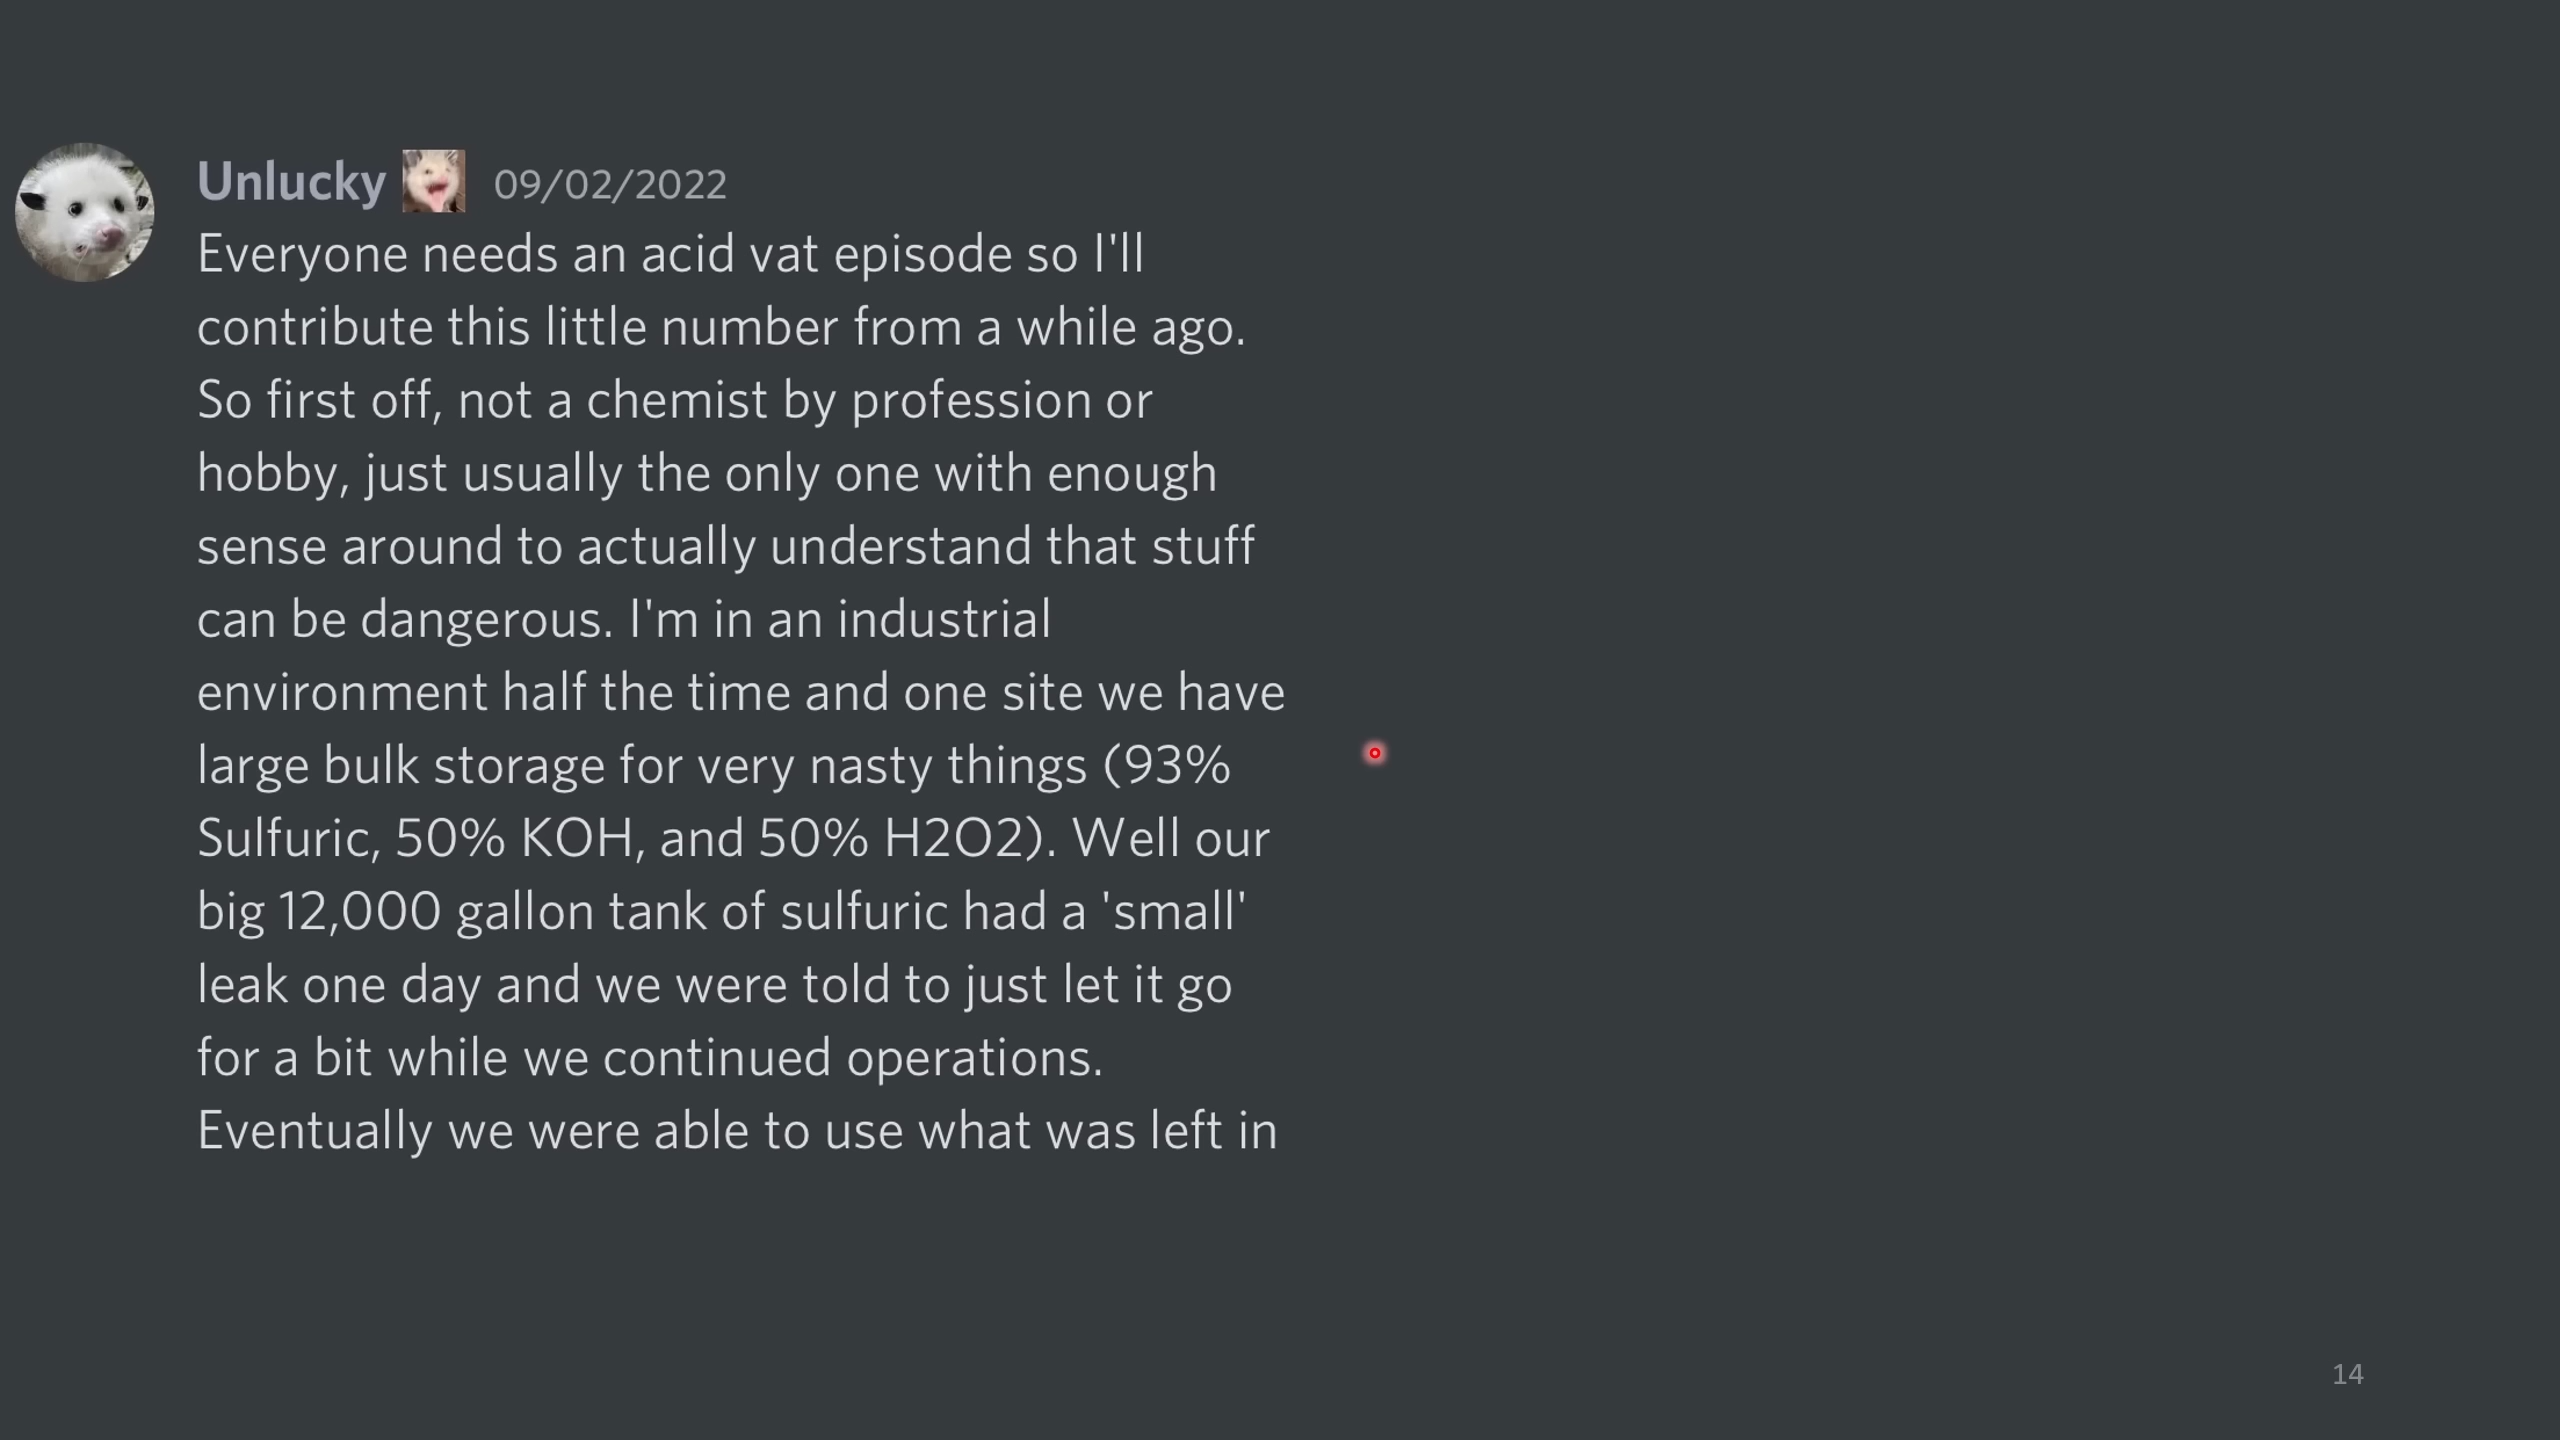 Unlucky 09/02/2022
Everyone needs an acid vat episode so I'll
contribute this little number from a while ago.
So first off, not a chemist by profession or
hobby, just usually the only one with enough
sense around to actually understand that stuff
can be dangerous. I'm in an industrial
environment half the time and one site we have
large bulk storage for very nasty things (93%
Sulfuric, 50% KOH, and 50% H2O2). Well our
big 12,000 gallon tank of sulfuric had a 'small'
leak one day and we were told to just let it go
for a bit while we continued operations.
Eventually we were able to use what was left in
14